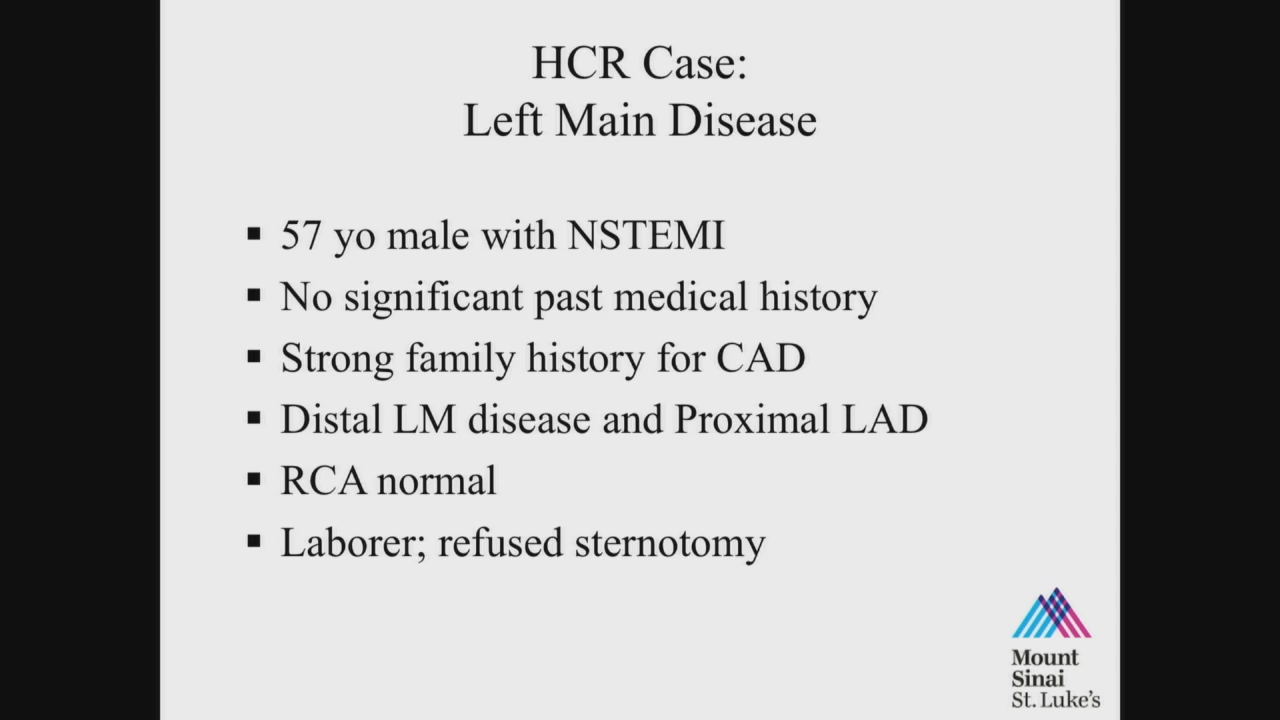 HCR Case:
Left Main Disease
▪ 57 yo male with NSTEMI
▪ No significant past medical history
▪ Strong family history for CAD
▪ Distal LM disease and Proximal LAD
▪ RCA normal
▪ Laborer; refused sternotomy
Mount
Sinai
St. Luke's